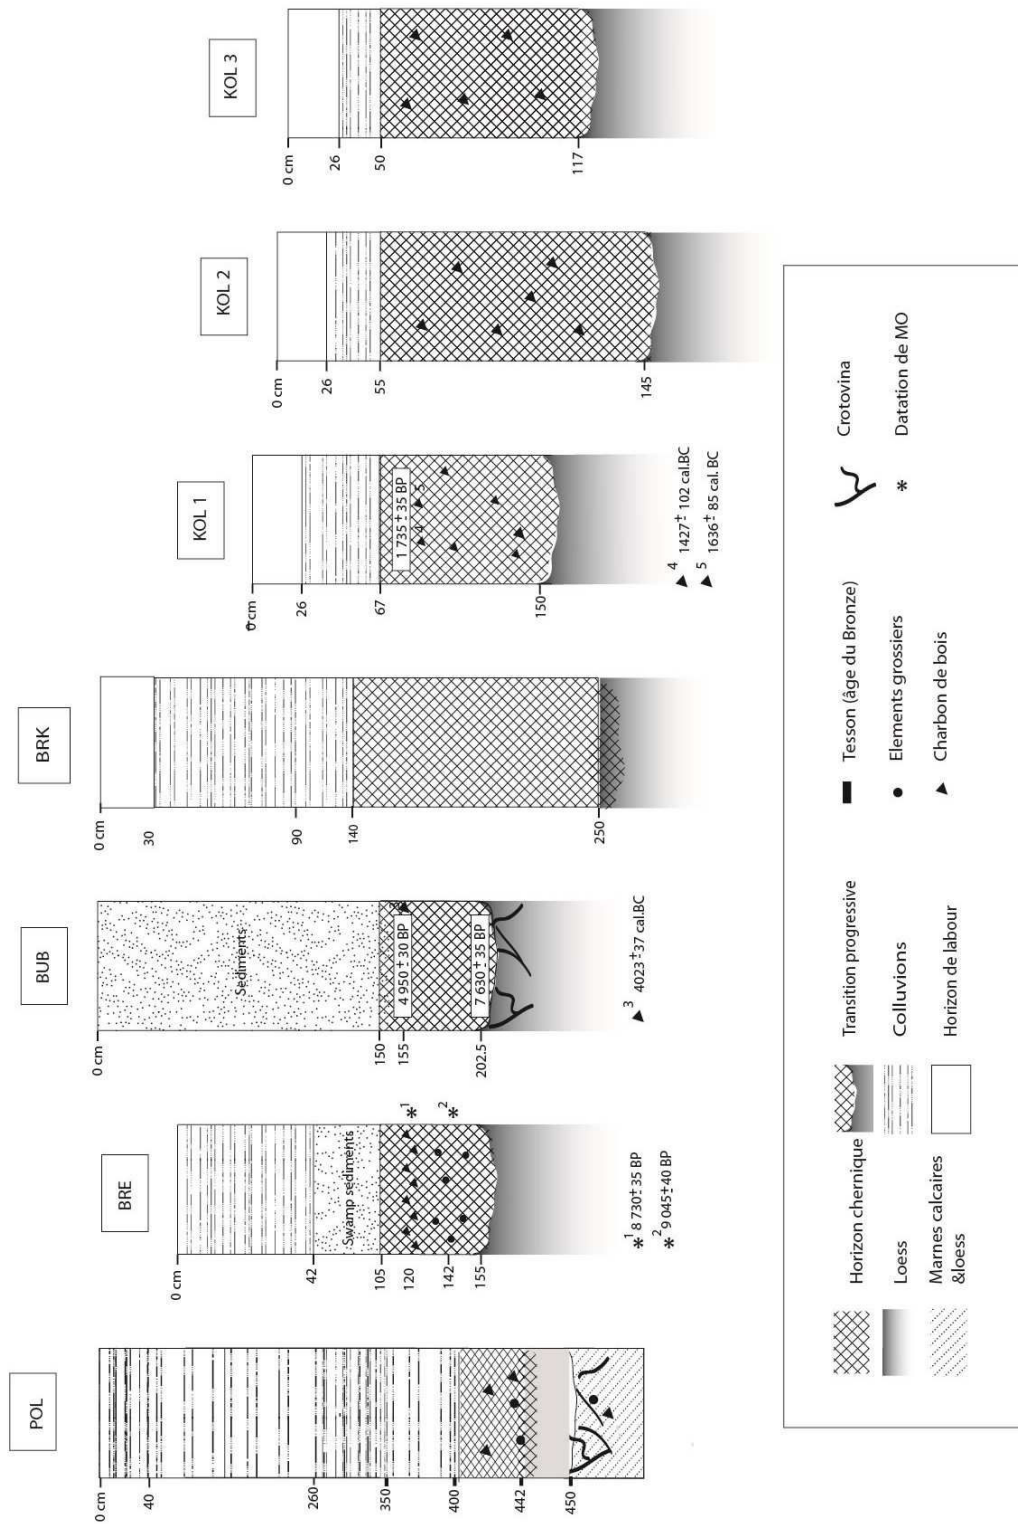 POL
0 cm
40
260
350
400
442
450
BRE
0 cm
42
105
120
142
155
Swamp sediments
*1
*2
*1 8 730± 35 BP
*2 9 045±40 BP
BUB
0 cm
150
155
202.5
Sediments
3
4 950 ± 30 BP
7 630 ± 35 BP
3 4023 ±37 cal.BC
BRK
0 cm
30
90
140
250
KOL 1
0 cm
26
67
150
1 735 ± 35 BP
4
5
4 1427± 102 cal.BC
5 1636± 85 cal. BC
KOL 2
0 cm
26
55
145
KOL 3
0 cm
26
50
117
Horizon chernique
Loess
Marnes calcaires
&loess
Transition progressive
Colluvions
Horizon de labour
Tesson (âge du Bronze)
Elements grossiers
Charbon de bois
Crotovina
* Datation de MO